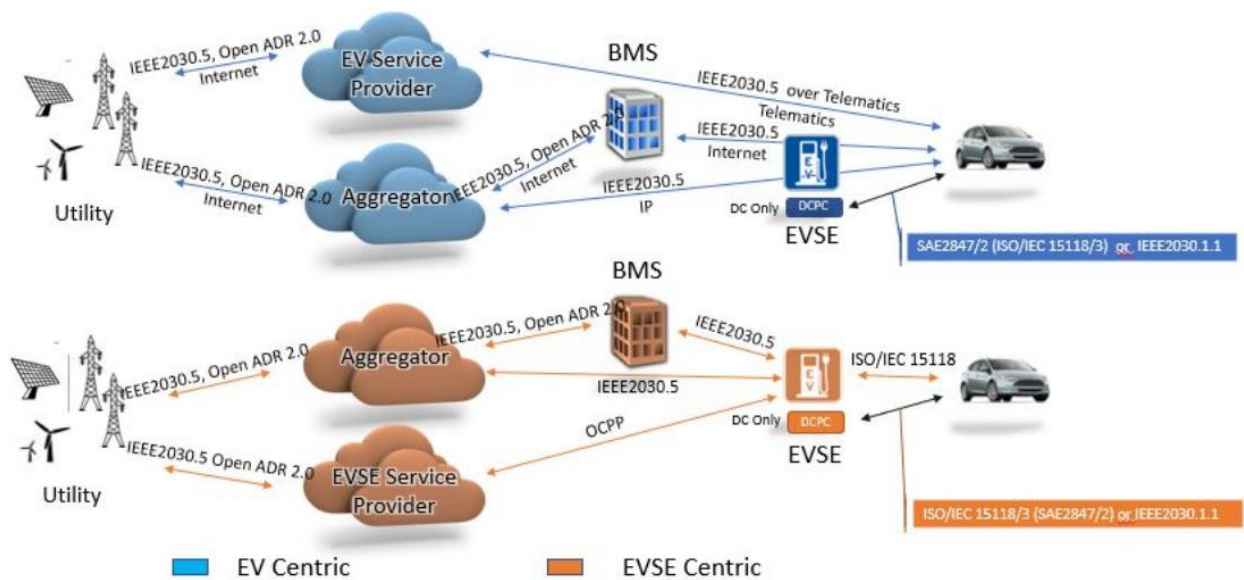 IEEE2030.5, Open ADR 2.0
Internet
EV Service
Provider
BMS
IEEE2030.5 over Telematics
Telematics
IEEE2030.5
Internet
IEEE2030.5, Open ADR 2.0
Internet
Aggregator
IEEE2030.5, Open ADR 2.0
Internet
IEEE2030.5
IP
E
V
Utility
DC Only
DCPC
EVSE
SAE2847/2 (ISO/IEC 15118/3) or IEEE2030.1.1
BMS
IEEE2030.5, Open ADR 2.0
Aggregator
IEEE2030.5, Open ADR 2.0
IEEE2030.5
IEEE2030.5
E
V
ISO/IEC 15118
OCPP
DC Only
DCPC
EVSE
IEEE2030.5 Open ADR 2.0
EVSE Service
Provider
Utility
ISO/IEC 15118/3 (SAE2847/2) or IEEE2030.1.1
EV Centric
EVSE Centric